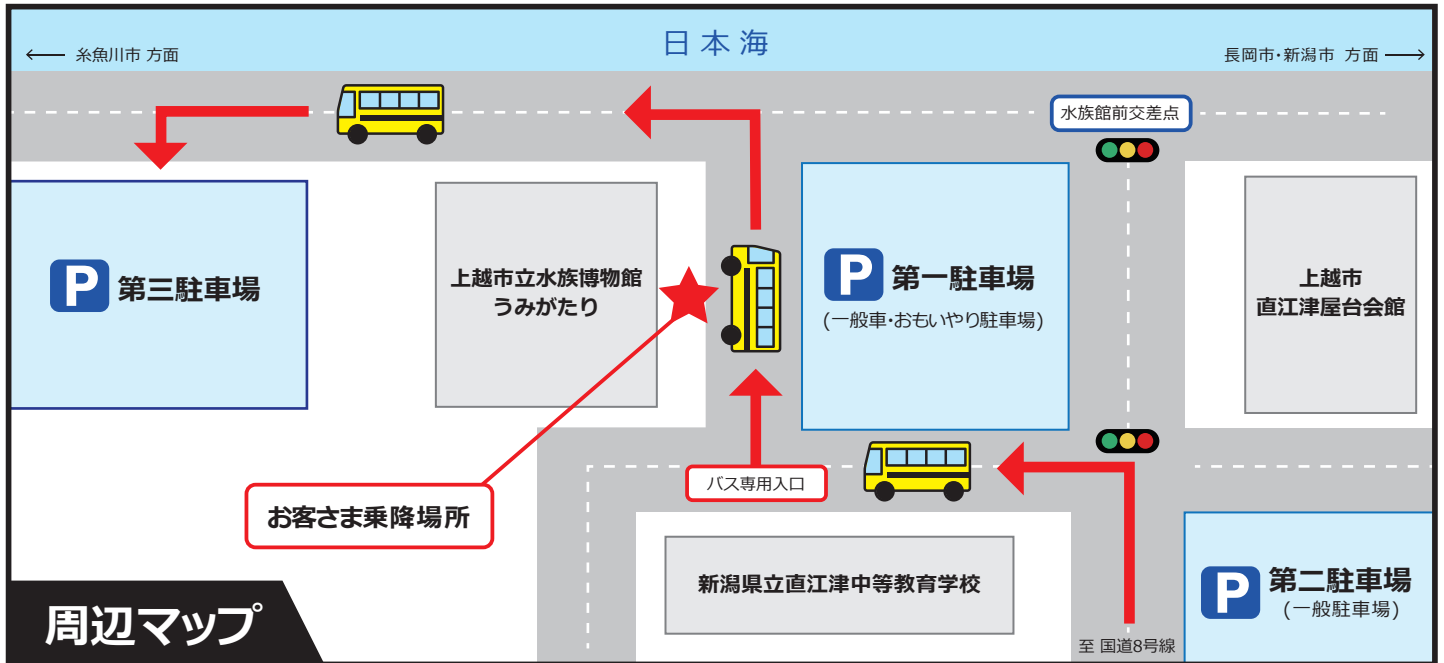 日本海
← 糸魚川市 方面
長岡市・新潟市 方面 →
水族館前交差点
P 第三駐車場
上越市立水族博物館
うみがたり
P 第一駐車場
(一般車・おもいやり駐車場)
上越市
直江津屋台会館
バス専用入口
お客さま乗降場所
新潟県立直江津中等教育学校
P 第二駐車場
(一般駐車場)
至 国道8号線
周辺マップ